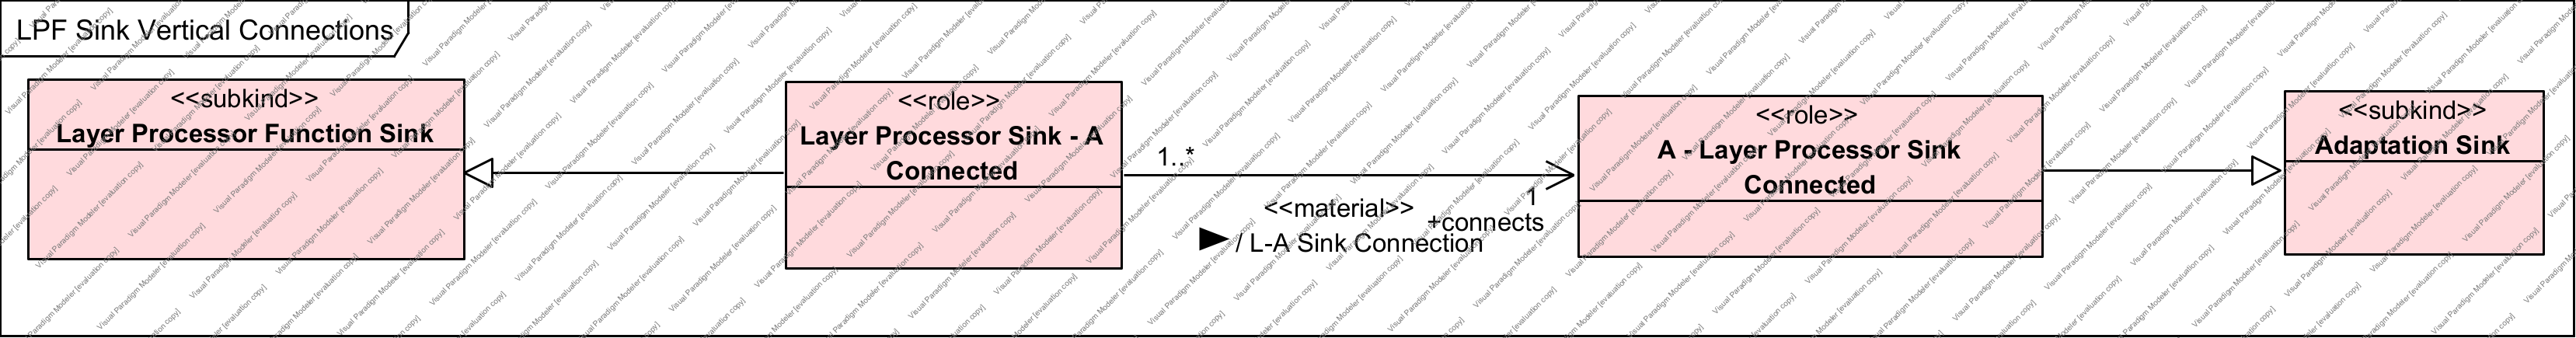 LPF Sink Vertical Connections
<<subkind>>
Layer Processor Function Sink
<<role>>
Layer Processor Sink - A
Connected
1..*
<<material>>
/ L-A Sink Connection
1
+connects
<<role>>
A - Layer Processor Sink
Connected
<<subkind>>
Adaptation Sink
Visual Paradigm Modeler [evaluation copy]